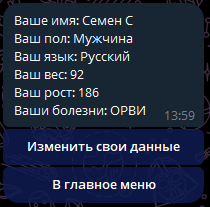 Ваше имя: Семен С
Ваш пол: Мужчина
Ваш язык: Русский
Ваш вес: 92
Ваш рост: 186
Ваши болезни: ОРВИ
13:59
Изменить свои данные
В главное меню